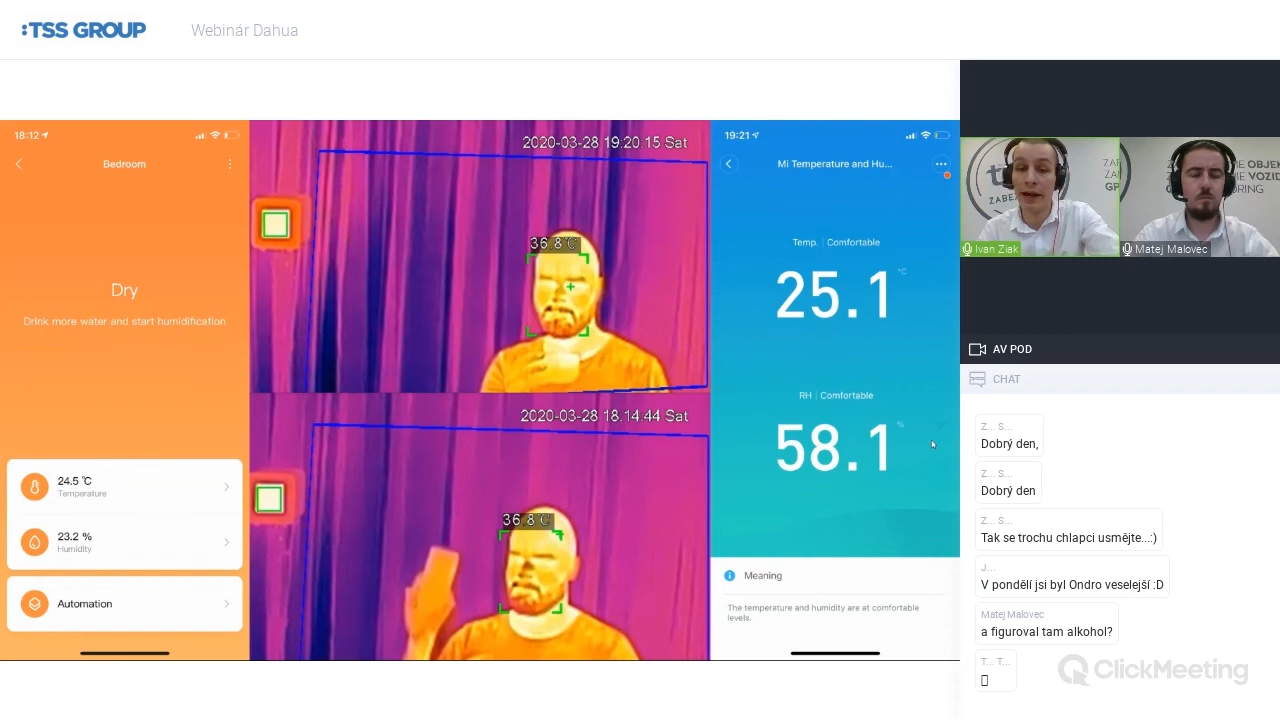 :TSS GROUP
Webinár Dahua
18:12
Bedroom
Dry
Drink more water and start humidification
24.5 ℃
Temperature
23.2 %
Humidity
Automation
2020-03-28 19:20:15 Sat
36.8℃
2020-03-28 18:14:44 Sat
36.8℃
19:21
Mi Temperature and Hu...
Temp. | Comfortable
25.1 °C
RH | Comfortable
58.1 %
Meaning
The temperature and humidity are at comfortable
levels.
ZABE
Ivan Ziak
OBJEK
VOZID
Matej Malovec
AV POD
CHAT
Z... S...
Dobrý den,
Z... S...
Dobrý den
Z... S...
Tak se trochu chlapci usmějte...:)
J...
V pondělí jsi byl Ondro veselejší :D
Matej Malovec
a figuroval tam alkohol?
T... T...
ClickMeeting